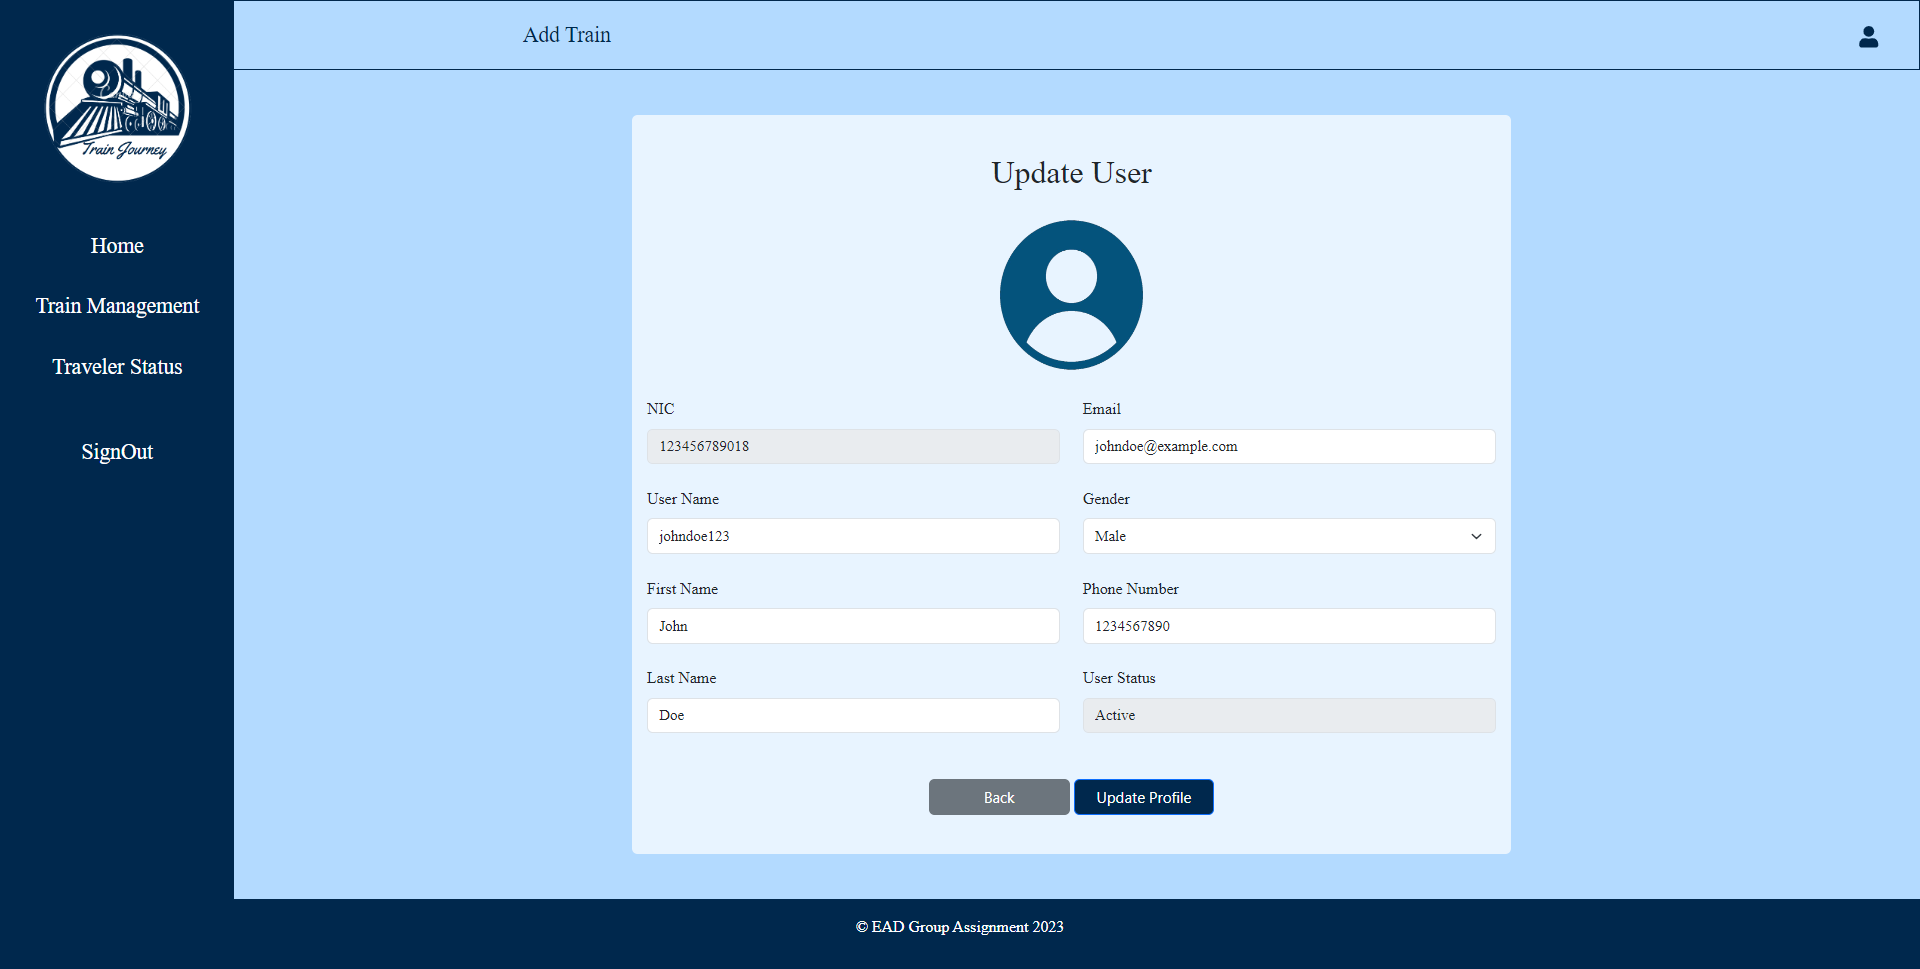 Train Journey
Home
Train Management
Traveler Status
SignOut
Add Train
Update User
NIC
123456789018
Email
johndoe@example.com
User Name
johndoe123
Gender
Male
First Name
John
Phone Number
1234567890
Last Name
Doe
User Status
Active
Back
Update Profile
© EAD Group Assignment 2023